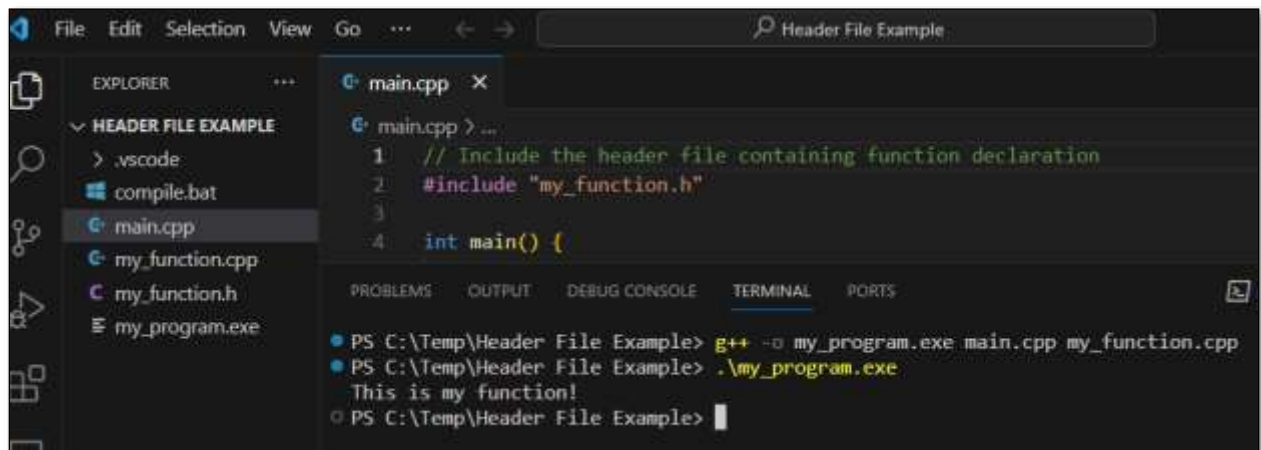 File Edit Selection View Go ··· Header File Example
EXPLORER ···
HEADER FILE EXAMPLE
.vscode
compile.bat
main.cpp
my_function.cpp
my_function.h
my_program.exe
main.cpp
main.cpp > ...
1 // Include the header file containing function declaration
2 #include "my_function.h"
3
4 int main() {
PROBLEMS OUTPUT DEBUG CONSOLE TERMINAL PORTS
PS C:\Temp\Header File Example> g++ -o my_program.exe main.cpp my_function.cpp
PS C:\Temp\Header File Example> .\my_program.exe
This is my function!
PS C:\Temp\Header File Example>